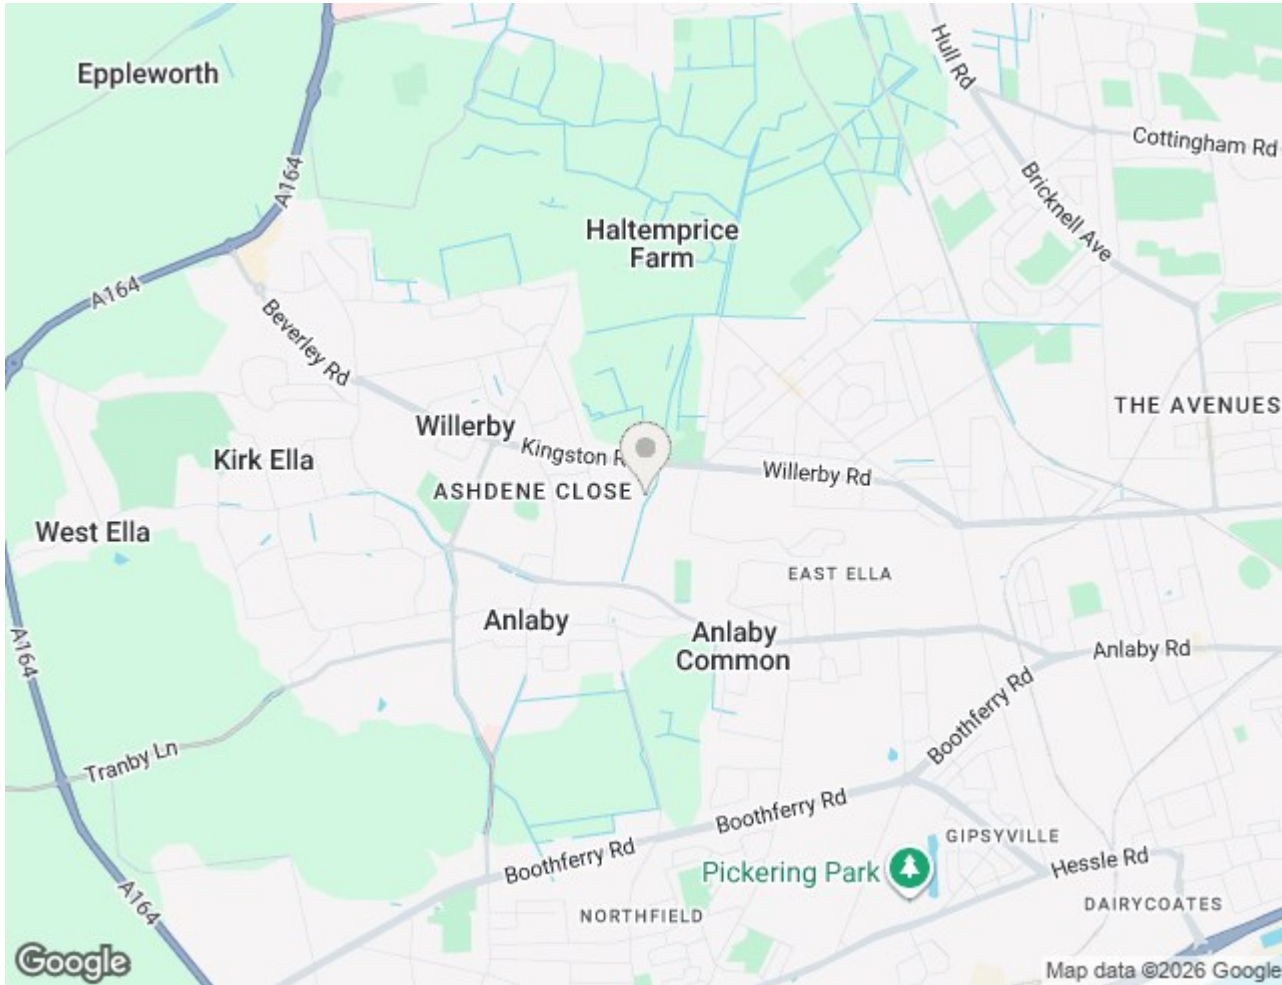 Eppleworth
Hull Rd
Cottingham Rd
A164
Bricknell Ave
Haltemprice
Farm
A164
Beverley Rd
THE AVENUES
Willerby
Kingston R
Kirk Ella
Willerby Rd
ASHDENE CLOSE
West Ella
EAST ELLA
Anlaby
Anlaby
Common
A164
Anlaby Rd
Boothferry Rd
Tranby Ln
Boothferry Rd
GIPSYVILLE
Boothferry Rd
Hessle Rd
Pickering Park
A164
DAIRYCOATES
NORTHFIELD
Google
Map data ©2026 Google